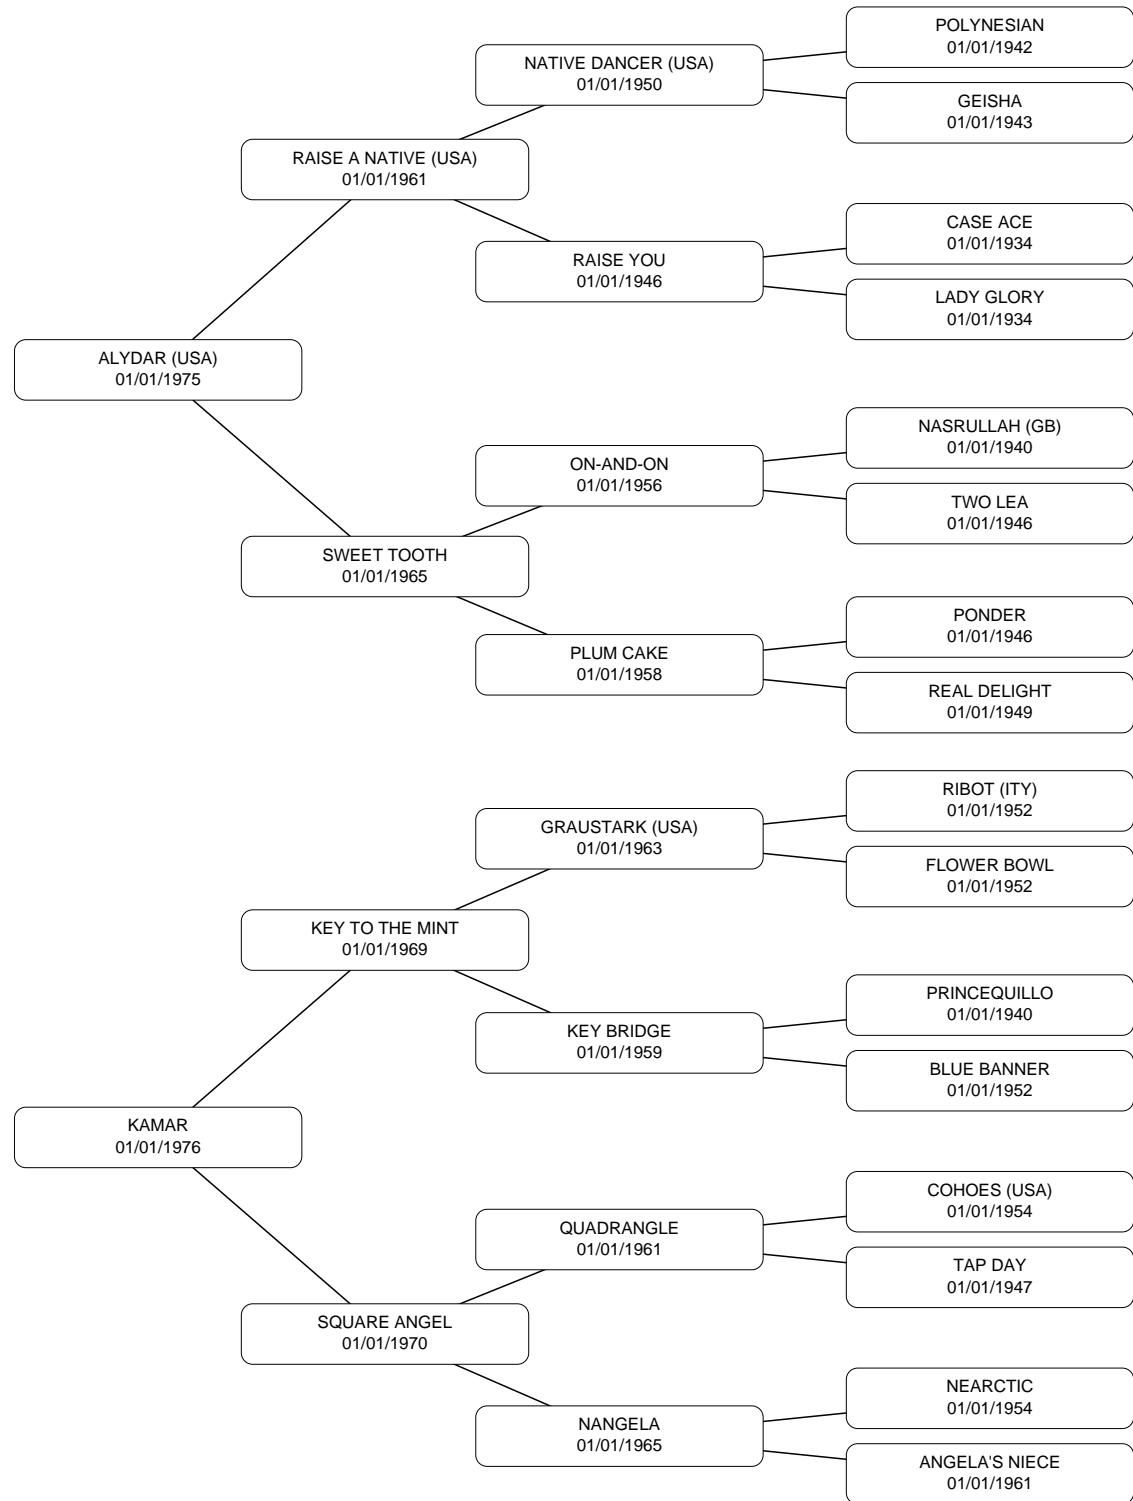 POLYNESIAN
01/01/1942
NATIVE DANCER (USA)
01/01/1950
GEISHA
01/01/1943
RAISE A NATIVE (USA)
01/01/1961
CASE ACE
01/01/1934
RAISE YOU
01/01/1946
LADY GLORY
01/01/1934
ALYDAR (USA)
01/01/1975
NASRULLAH (GB)
01/01/1940
ON-AND-ON
01/01/1956
TWO LEA
01/01/1946
SWEET TOOTH
01/01/1965
PONDER
01/01/1946
PLUM CAKE
01/01/1958
REAL DELIGHT
01/01/1949
RIBOT (ITY)
01/01/1952
GRAUSTARK (USA)
01/01/1963
FLOWER BOWL
01/01/1952
KEY TO THE MINT
01/01/1969
PRINCEQUILLO
01/01/1940
KEY BRIDGE
01/01/1959
BLUE BANNER
01/01/1952
KAMAR
01/01/1976
COHOES (USA)
01/01/1954
QUADRANGLE
01/01/1961
TAP DAY
01/01/1947
SQUARE ANGEL
01/01/1970
NEARCTIC
01/01/1954
NANGELA
01/01/1965
ANGELA'S NIECE
01/01/1961